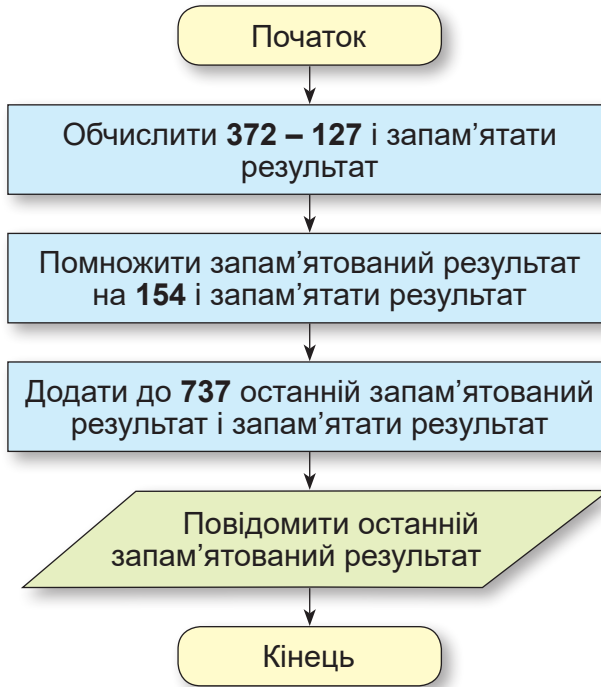 Початок
Обчислити 372 – 127 і запам’ятати
результат
Помножити запам’ятований результат
на 154 і запам’ятати результат
Додати до 737 останній запам’ятований
результат і запам’ятати результат
Повідомити останній
запам’ятований результат
Кінець